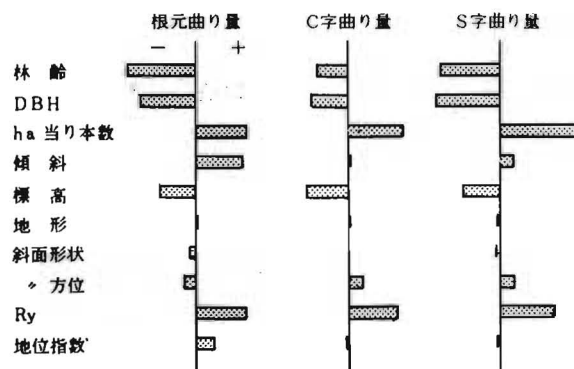 根元曲り量 C字曲り量 S字曲り量
− +
林 齢
DBH
ha 当り本数
傾 斜
標 高
地 形
斜面形状
〃 方位
Ry
地位指数